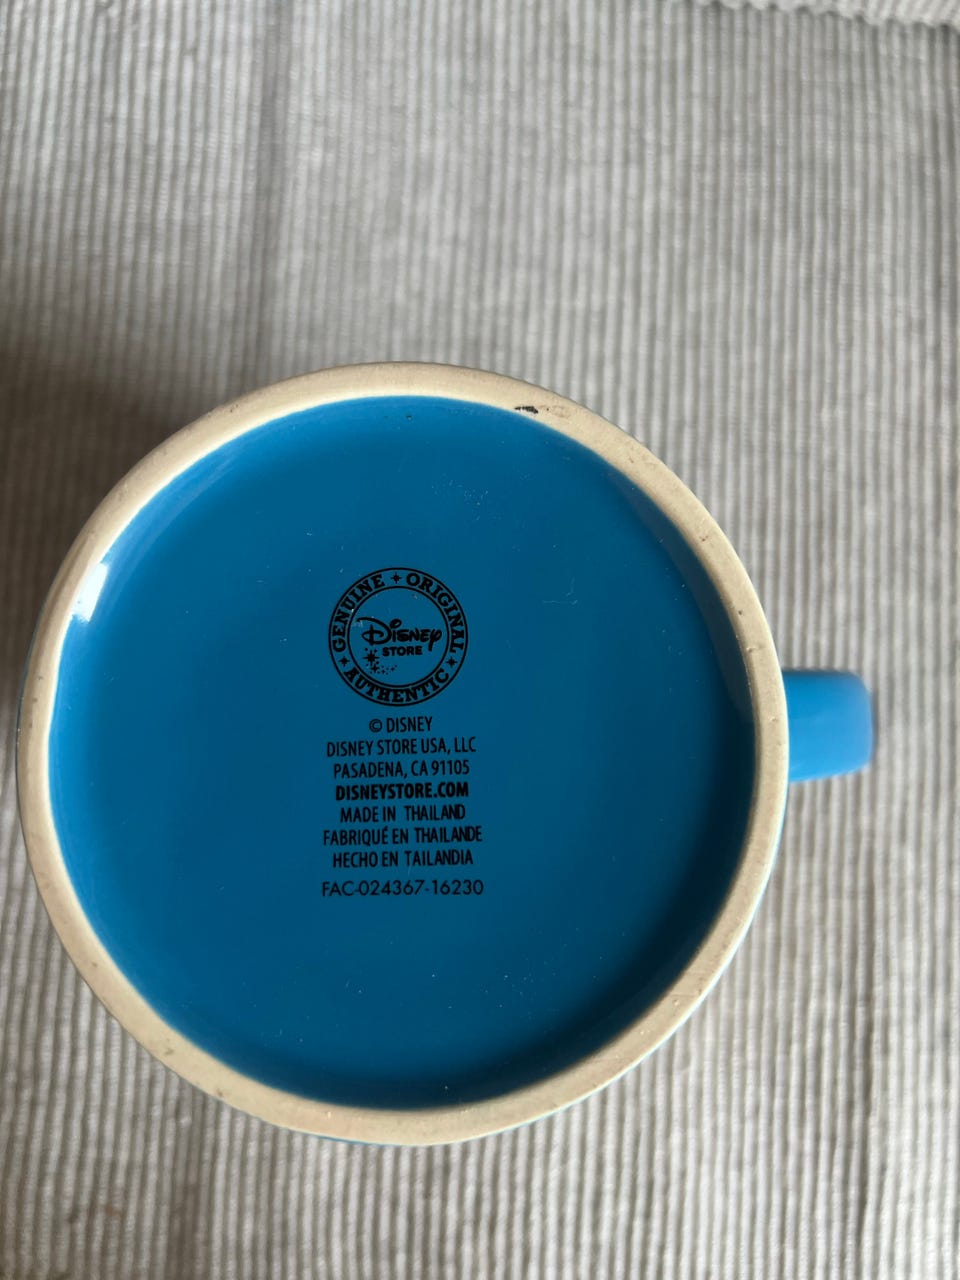 GENUINE ORIGINAL
Disney
STORE
AUTHENTIC
© DISNEY
DISNEY STORE USA, LLC
PASADENA, CA 91105
DISNEYSTORE.COM
MADE IN THAILAND
FABRIQUÉ EN THAILANDE
HECHO EN TAILANDIA
FAC-024367-16230